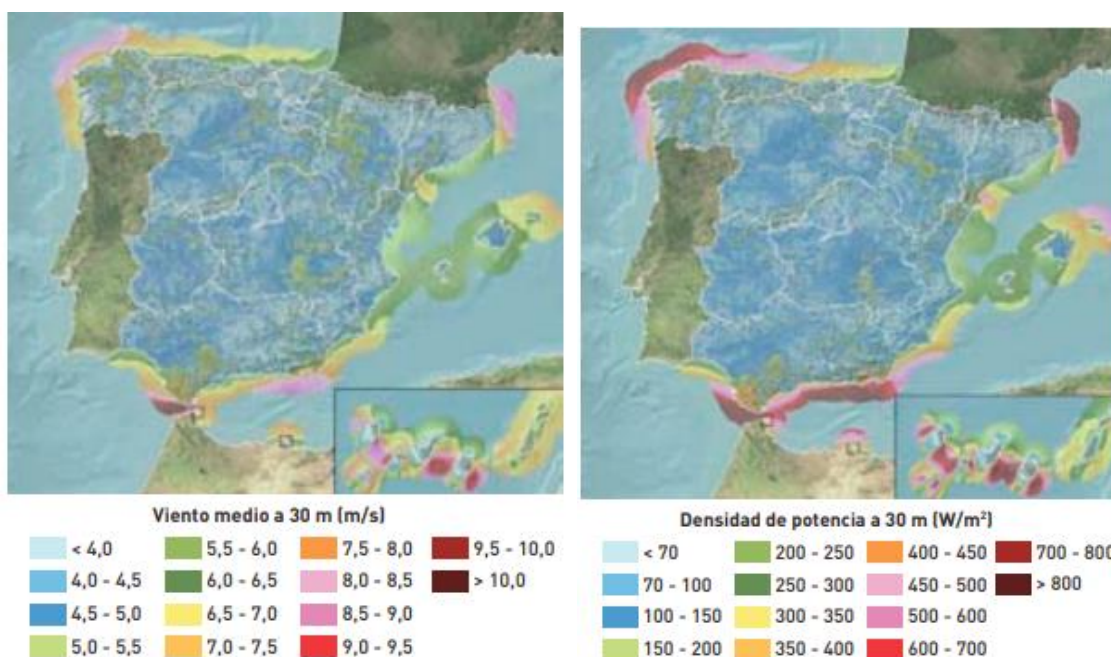 Viento medio a 30 m (m/s)
< 4,0
5,5 - 6,0
7,5 - 8,0
9,5 - 10,0
4,0 - 4,5
6,0 - 6,5
8,0 - 8,5
> 10,0
4,5 - 5,0
6,5 - 7,0
8,5 - 9,0
5,0 - 5,5
7,0 - 7,5
9,0 - 9,5
Densidad de potencia a 30 m (W/m²)
< 70
200 - 250
400 - 450
700 - 800
70 - 100
250 - 300
450 - 500
> 800
100 - 150
300 - 350
500 - 600
150 - 200
350 - 400
600 - 700